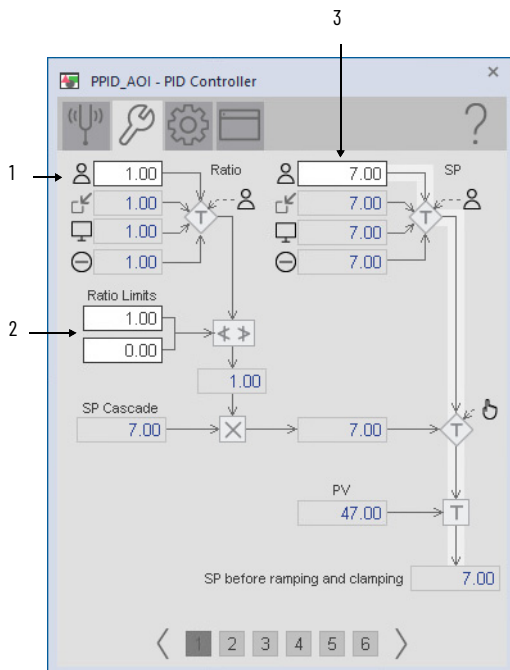 3
PPID_AOI - PID Controller
×
?
1
1.00 Ratio 7.00 SP
1.00 T 7.00 T
1.00 7.00
1.00 7.00
Ratio Limits
2
1.00
0.00
1.00
SP Cascade
7.00 7.00 T
PV
47.00 T
SP before ramping and clamping 7.00
1 2 3 4 5 6